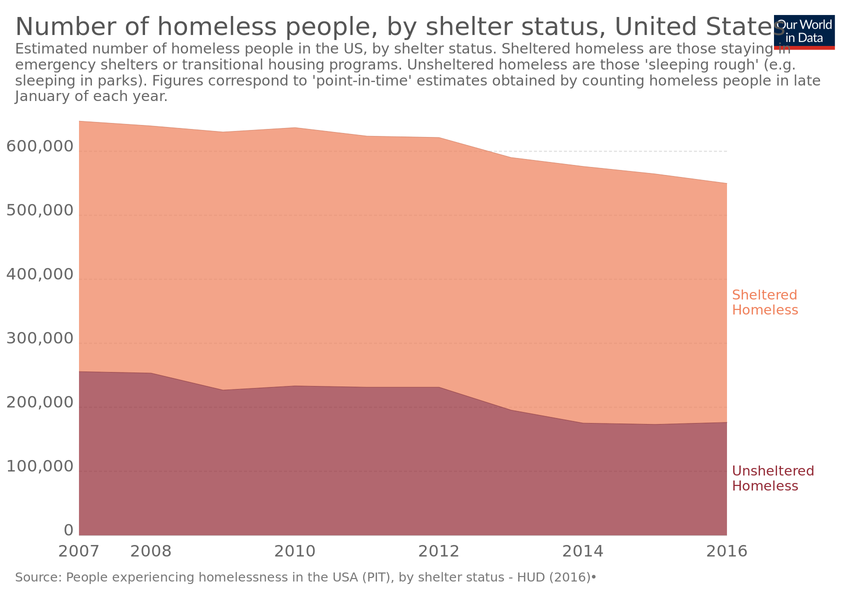 Number of homeless people, by shelter status, United States
Our World
in Data
Estimated number of homeless people in the US, by shelter status. Sheltered homeless are those staying in
emergency shelters or transitional housing programs. Unsheltered homeless are those 'sleeping rough' (e.g.
sleeping in parks). Figures correspond to 'point-in-time' estimates obtained by counting homeless people in late
January of each year.
600,000
500,000
400,000
300,000
200,000
100,000
0
Sheltered
Homeless
Unsheltered
Homeless
2007 2008 2010 2012 2014 2016
Source: People experiencing homelessness in the USA (PIT), by shelter status - HUD (2016)•